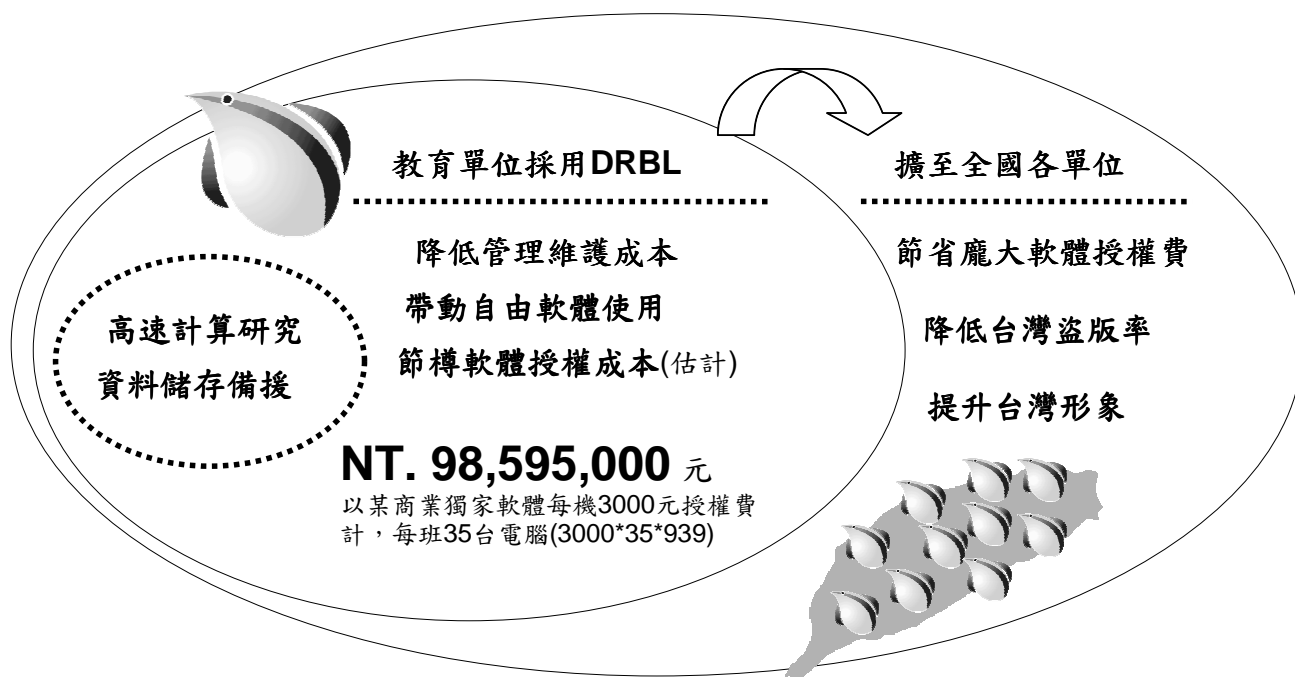 教育單位採用DRBL
降低管理維護成本
帶動自由軟體使用
節樽軟體授權成本(估計)
高速計算研究
資料儲存備援
NT. 98,595,000 元
以某商業獨家軟體每機3000元授權費
計，每班35台電腦(3000*35*939)
擴至全國各單位
節省龐大軟體授權費
降低台灣盜版率
提升台灣形象